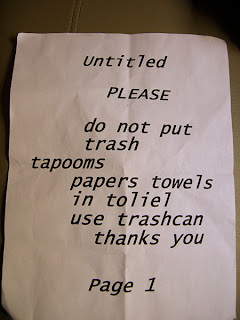 Untitled
PLEASE
do not put
trash
tapooms
papers towels
in toliel
use trashcan
thanks you
Page 1